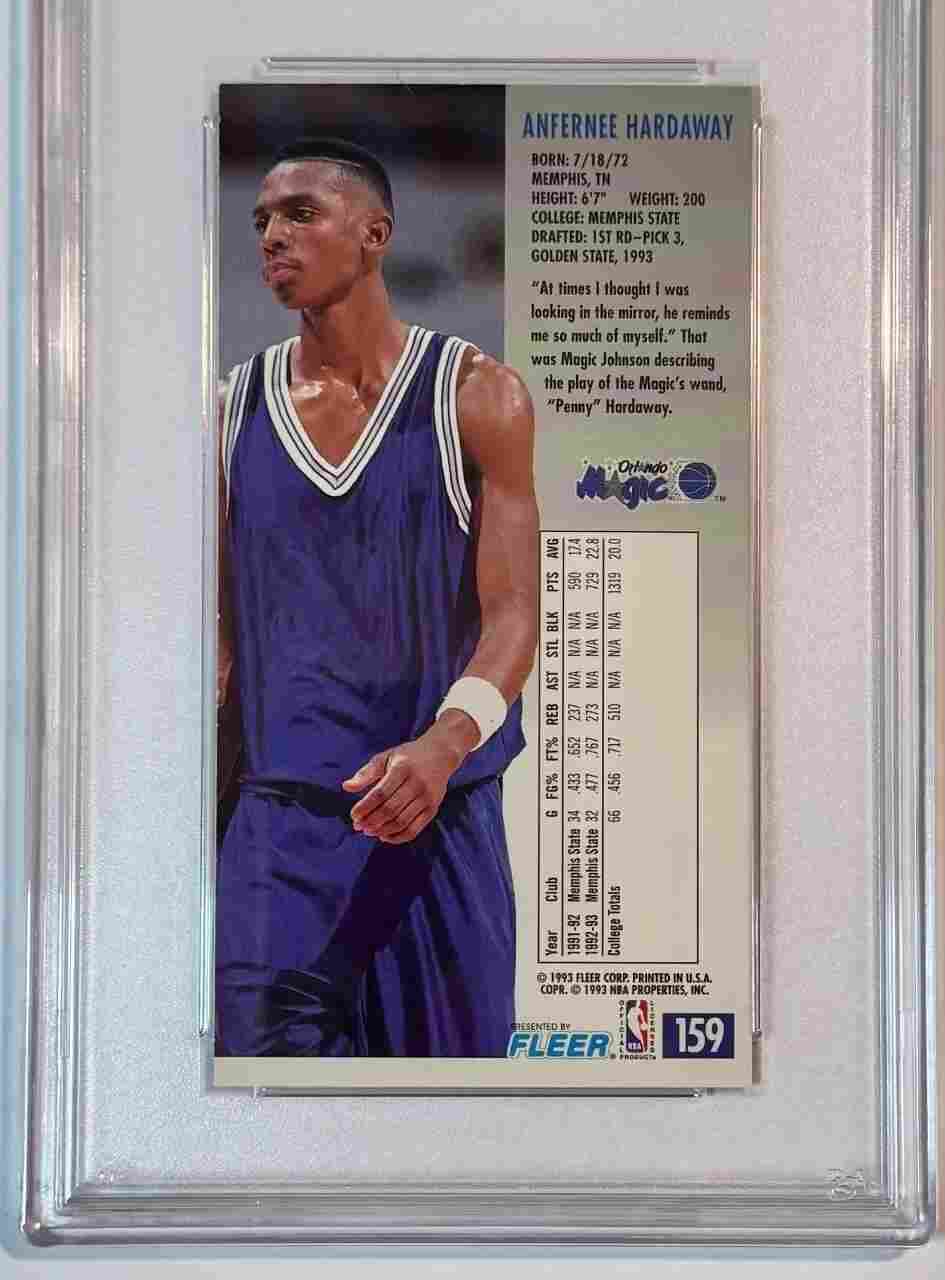 ANFERNEE HARDAWAY
BORN: 7/18/72
MEMPHIS, TN
HEIGHT: 6'7" WEIGHT: 200
COLLEGE: MEMPHIS STATE
DRAFTED: 1ST RD–PICK 3,
GOLDEN STATE, 1993
"At times I thought I was
looking in the mirror, he reminds
me so much of myself." That
was Magic Johnson describing
the play of the Magic's wand,
"Penny" Hardaway.
Orlando
Magic
TM
Year Club G FG% FT% REB AST STL BLK PTS AVG
1991-92 Memphis State 34 .433 .652 237 N/A N/A N/A 590 17.4
1992-93 Memphis State 32 .477 .767 273 N/A N/A N/A 729 22.8
College Totals 66 .456 .717 510 N/A N/A N/A 1319 20.0
© 1993 FLEER CORP. PRINTED IN U.S.A.
COPR. © 1993 NBA PROPERTIES, INC.
PRESENTED BY
FLEER®
OFFICIAL LICENSED
NBA
PRODUCT
159